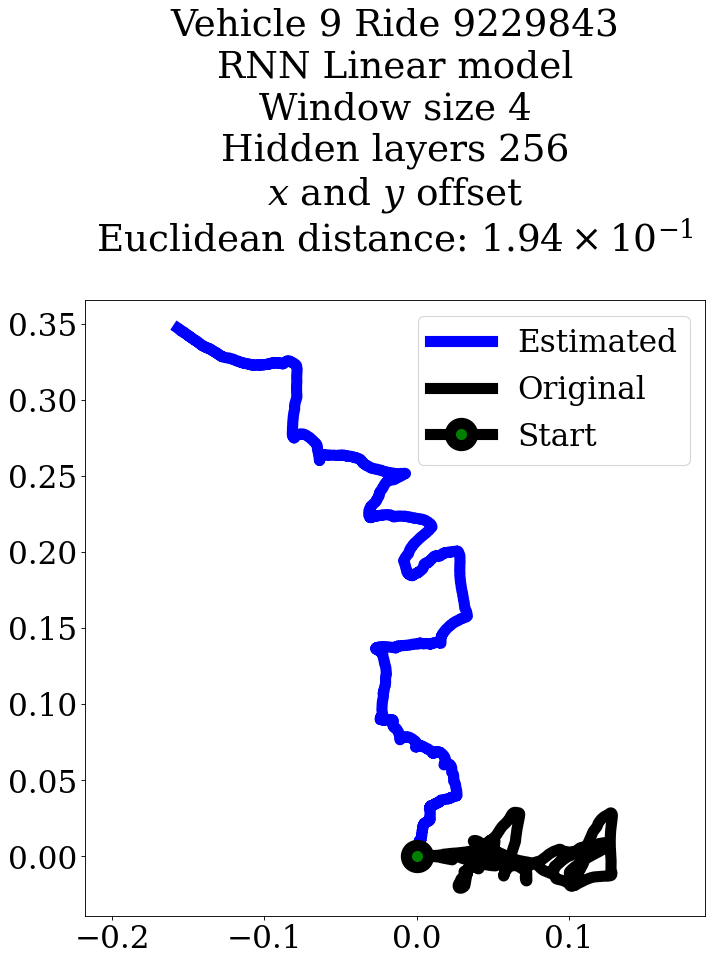 Vehicle 9 Ride 9229843
RNN Linear model
Window size 4
Hidden layers 256
x and y offset
Euclidean distance: 1.94 × 10⁻¹
Estimated
Original
Start
0.35
0.30
0.25
0.20
0.15
0.10
0.05
0.00
−0.2 −0.1 0.0 0.1